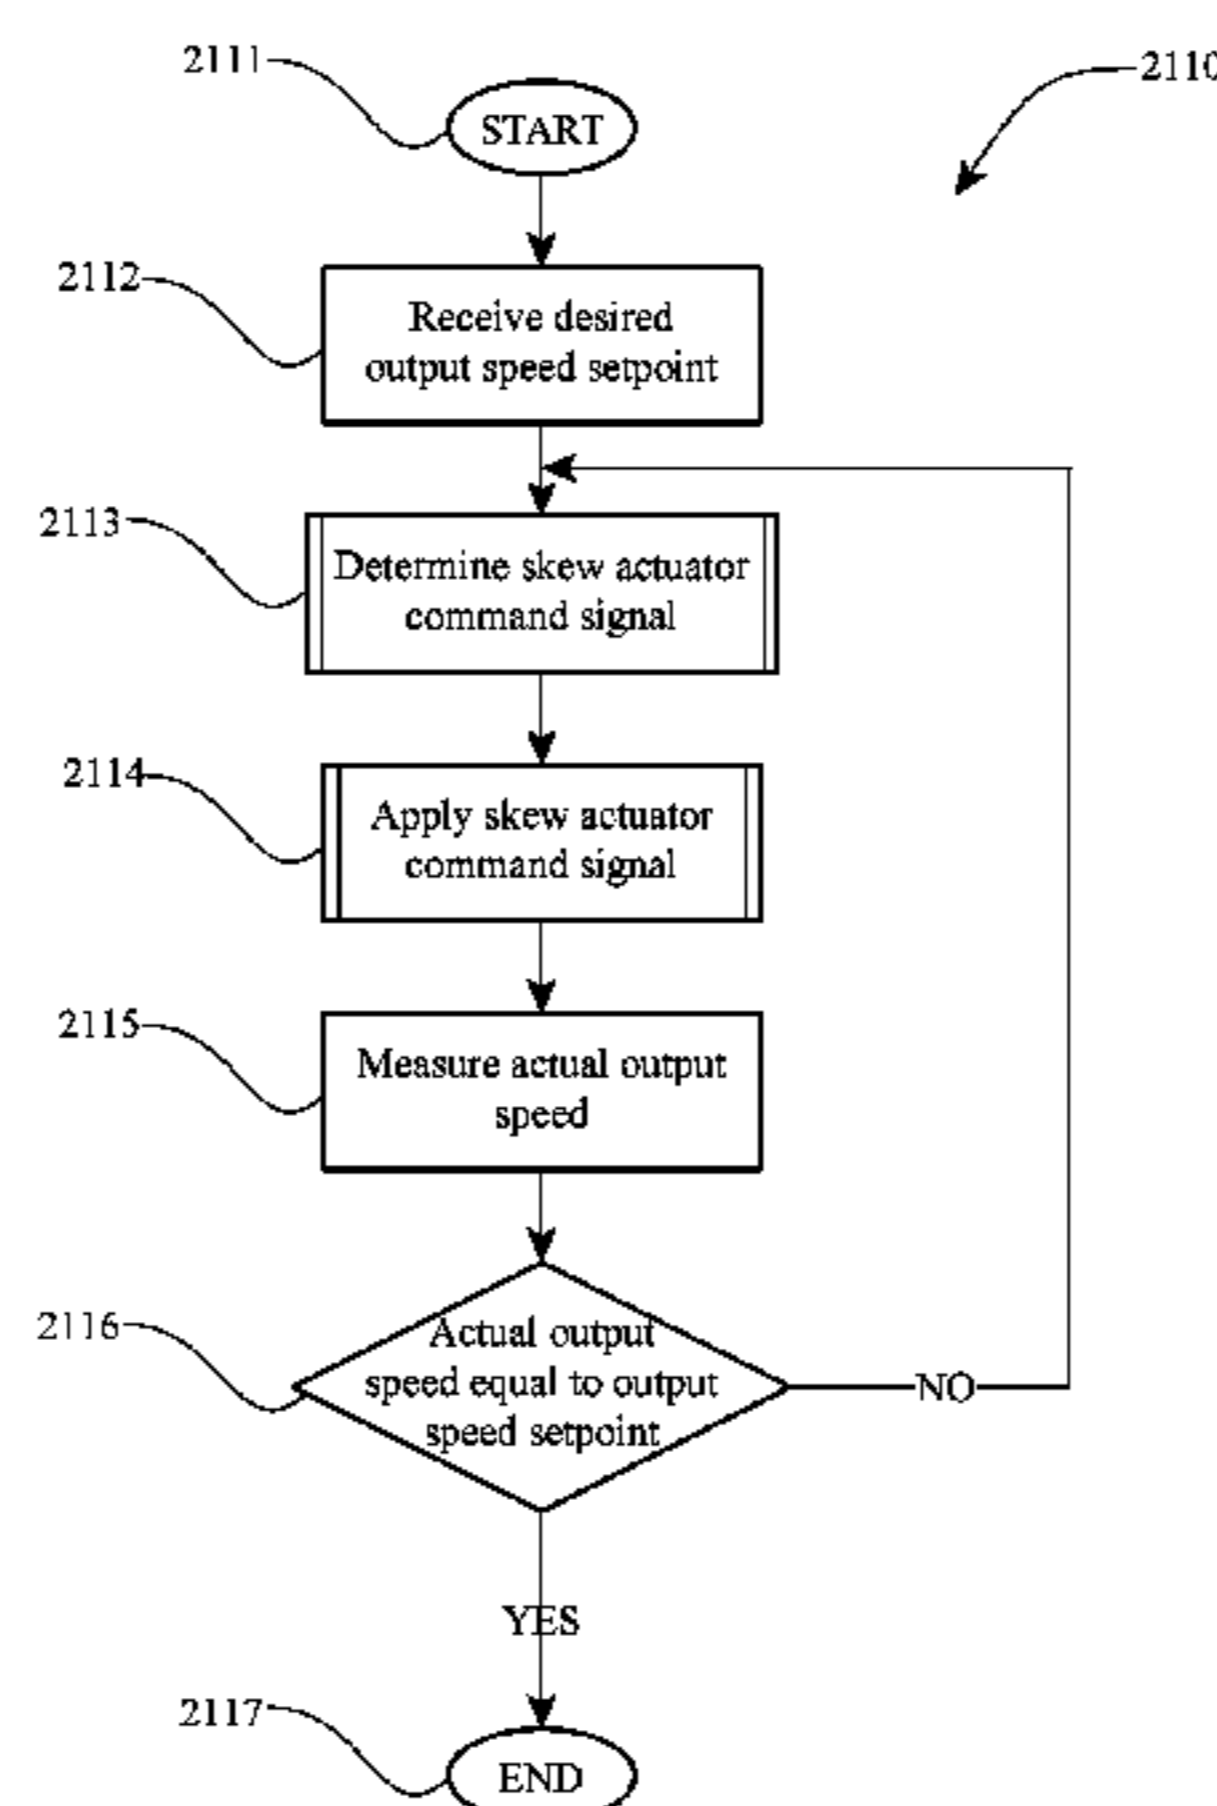 2111
2110
START
2112
Receive desired
output speed setpoint
2113
Determine skew actuator
command signal
2114
Apply skew actuator
command signal
2115
Measure actual output
speed
2116
Actual output
speed equal to output
speed setpoint
NO
YES
2117
END